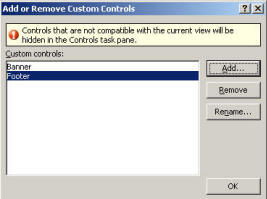 Add or Remove Custom Controls
Controls that are not compatible with the current view will be
hidden in the Controls task pane.
Custom controls:
Banner
Footer
Add...
Remove
Rename...
OK